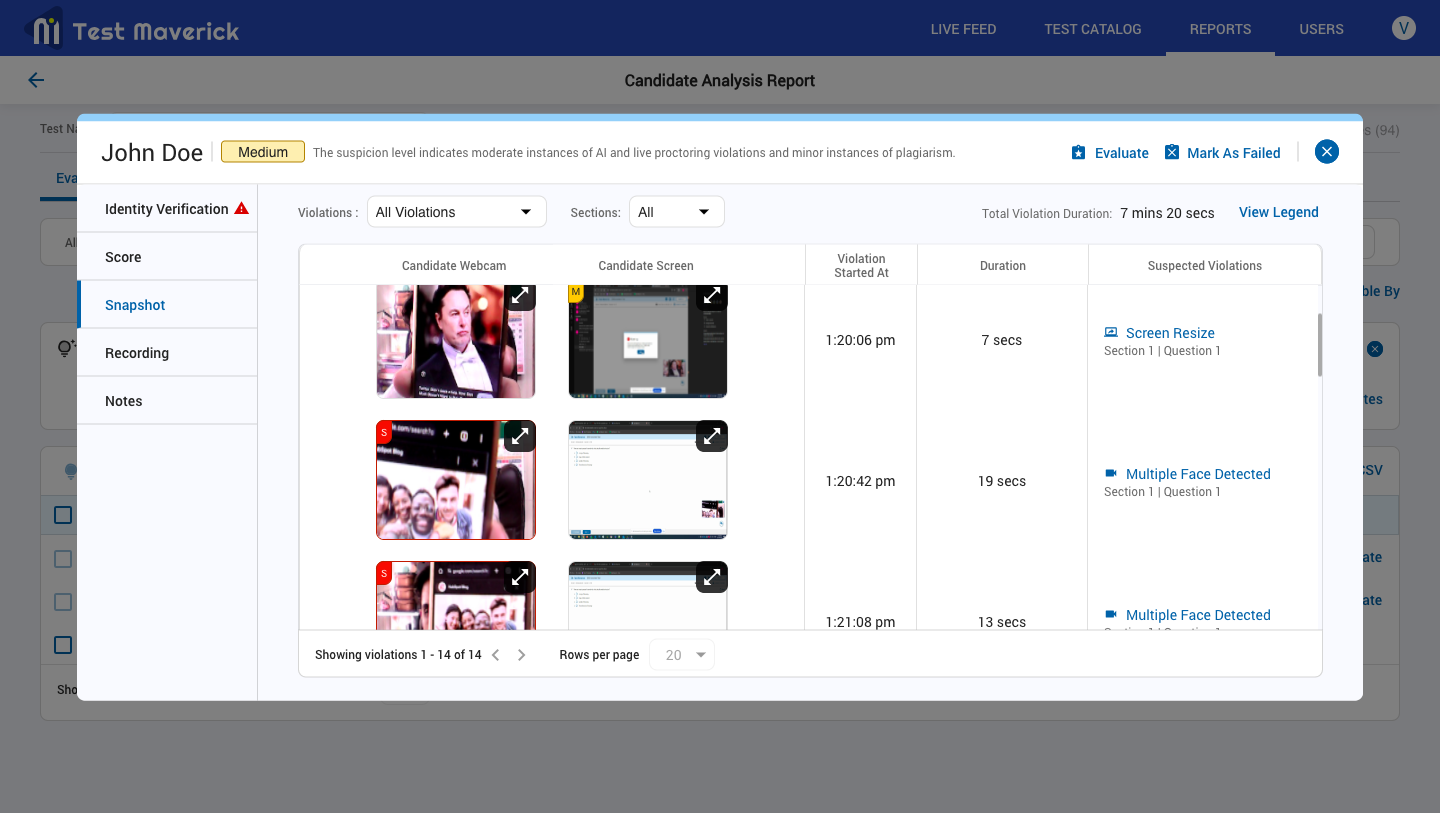 Test Maverick
LIVE FEED
TEST CATALOG
REPORTS
USERS
V
Candidate Analysis Report
Test Na
s (94)
Eva
All
ble By
tes
SV
ate
ate
Sho
John Doe
Medium
The suspicion level indicates moderate instances of AI and live proctoring violations and minor instances of plagiarism.
Evaluate
Mark As Failed
Identity Verification
Score
Snapshot
Recording
Notes
Violations :
All Violations
Sections:
All
Total Violation Duration: 7 mins 20 secs
View Legend
Candidate Webcam
Candidate Screen
Violation
Started At
Duration
Suspected Violations
M
1:20:06 pm
7 secs
Screen Resize
Section 1 | Question 1
S
1:20:42 pm
19 secs
Multiple Face Detected
Section 1 | Question 1
S
1:21:08 pm
13 secs
Multiple Face Detected
Section 1 | Question 1
Showing violations 1 - 14 of 14
Rows per page
20